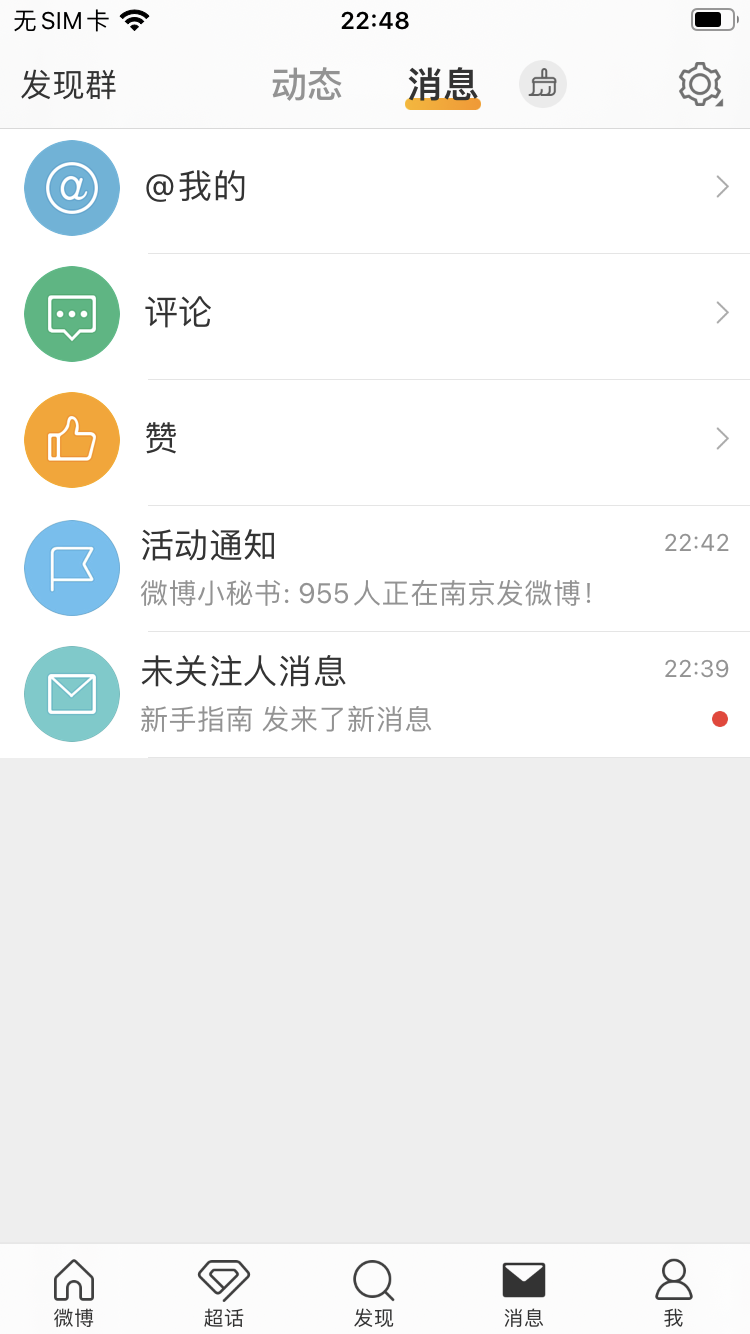 无SIM卡 22:48
发现群 动态 消息
@我的
评论
赞
活动通知 22:42
微博小秘书: 955人正在南京发微博!
未关注人消息 22:39
新手指南 发来了新消息
微博 超话 发现 消息 我